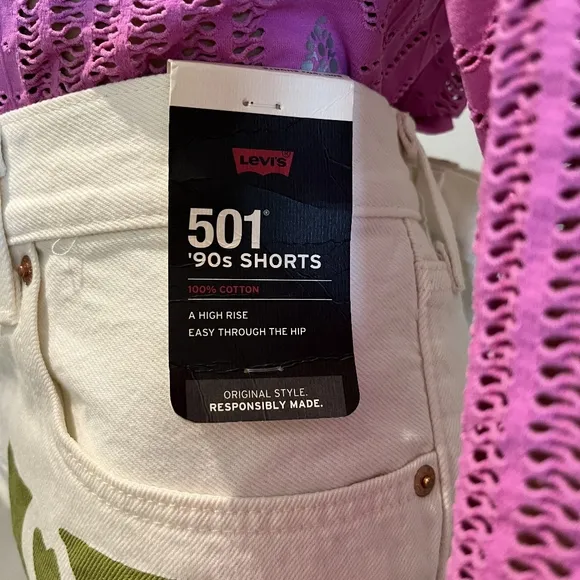 Levi's®
501®
'90s SHORTS
100% COTTON
A HIGH RISE
EASY THROUGH THE HIP
ORIGINAL STYLE.
RESPONSIBLY MADE.